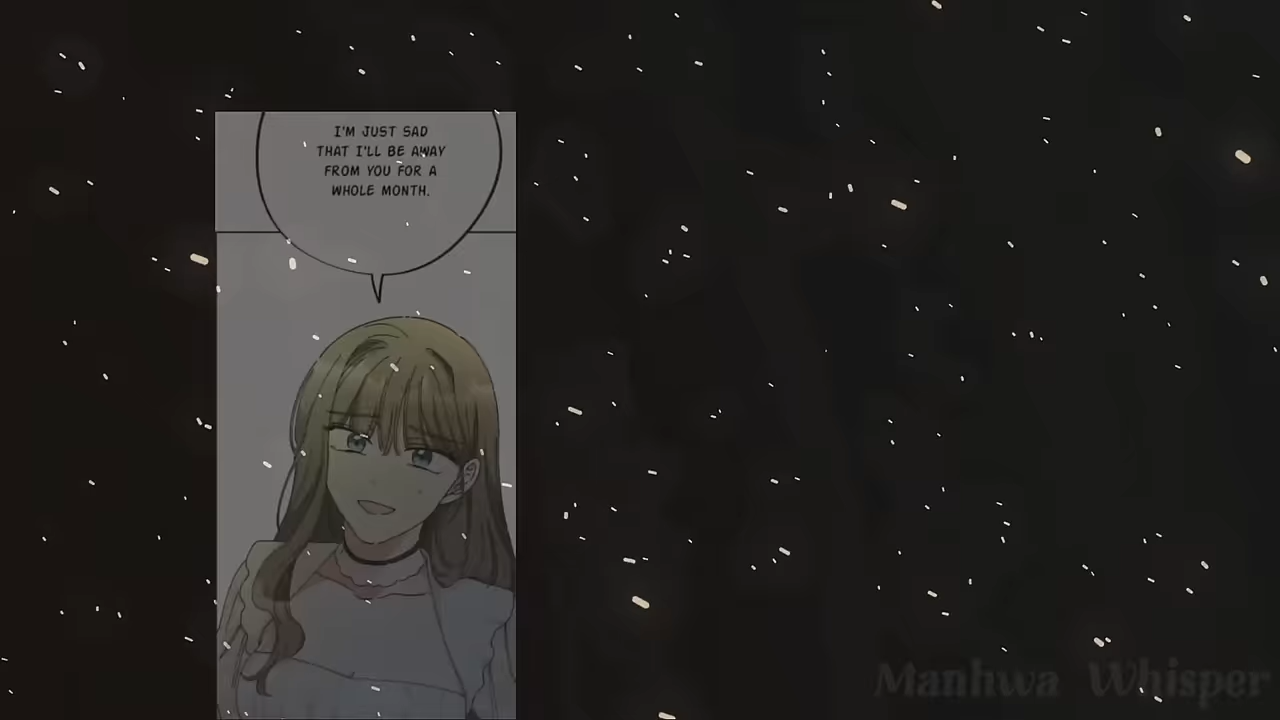 I'M JUST SAD
THAT I'LL BE AWAY
FROM YOU FOR A
WHOLE MONTH.
Manhwa Whisper